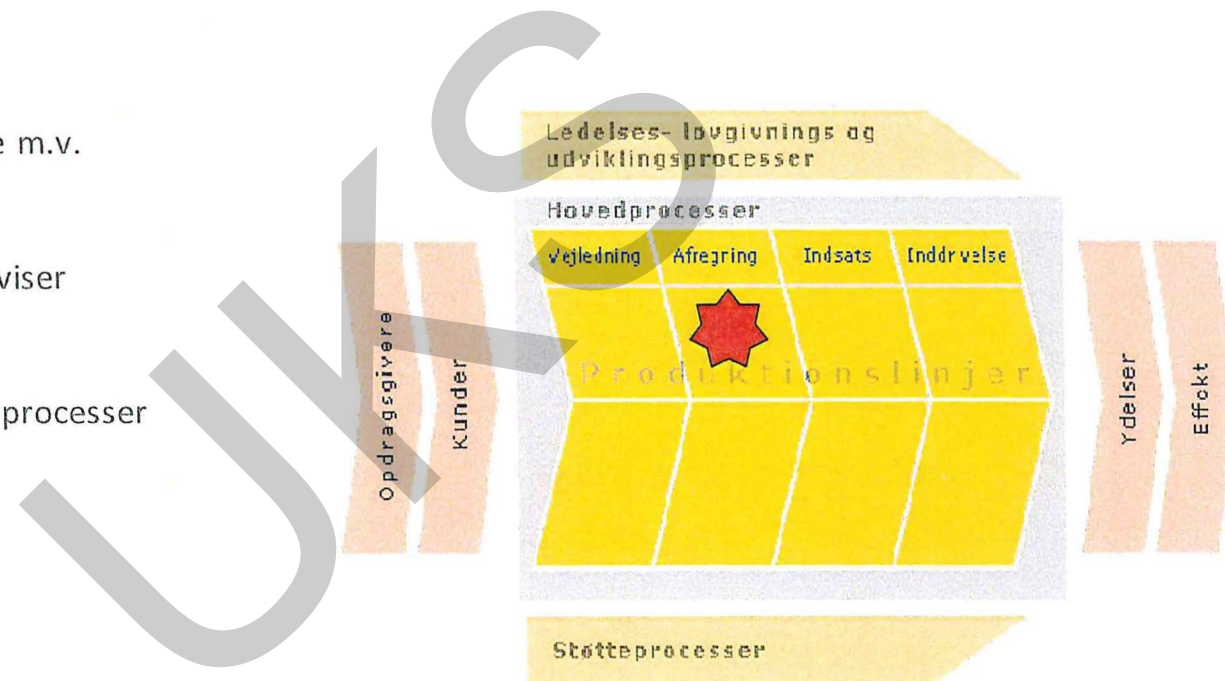 e m.v.
viser
processer
Ledelses- lovgivnings og
udviklingsprocesser
Hovedprocesser
Vejledning Afregning Indsats Inddrivelse
Produktionslinjer
Opdragsgivere
Kunder
Ydelser
Effekt
Støtteprocesser
UKS